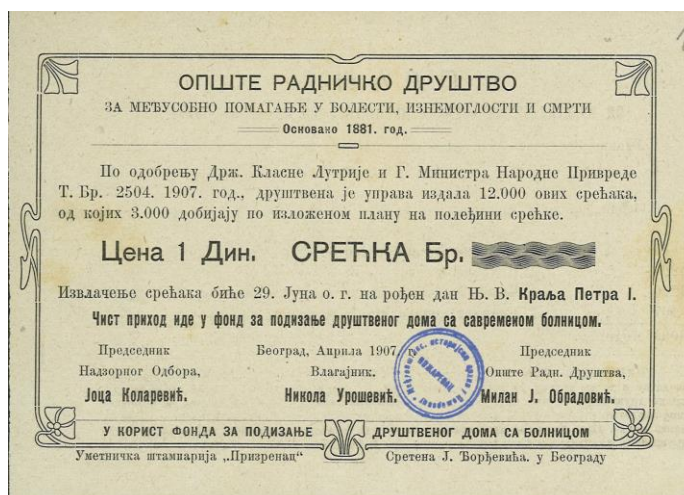 ОПШТЕ РАДНИЧКО ДРУШТВО
ЗА МЕЂУСОБНО ПОМАГАЊЕ У БОЛЕСТИ, ИЗНЕМОГЛОСТИ И СМРТИ
Основано 1881. год.
По одобрењу Држ. Класне Лутрије и Г. Министра Народне Привреде
Т. Бр. 2504. 1907. год., друштвена је управа издала 12.000 ових срећака,
од којих 3.000 добијају по изложеном плану на полеђини срећке.
Цена 1 Дин. СРЕЋКА Бр.
Извлачење срећака биће 29. Јуна о. г. на рођен дан Њ. В. Краља Петра I.
Чист приход иде у фонд за подизање друштвеног дома са савременом болницом.
Председник
Надзорног Одбора,
Јоца Коларевић.
Београд, Априла 1907.
Влагајник.
Никола Урошевић.
Председник
Опште Радн. Друштва,
Милан Ј. Обрадовић.
ПОЖАРЕВАЦ
У КОРИСТ ФОНДА ЗА ПОДИЗАЊЕ ДРУШТВЕНОГ ДОМА СА БОЛНИЦОМ
Уметничка штампарија „Призренац“ Сретена Ј. Ђорђевића. у Београду